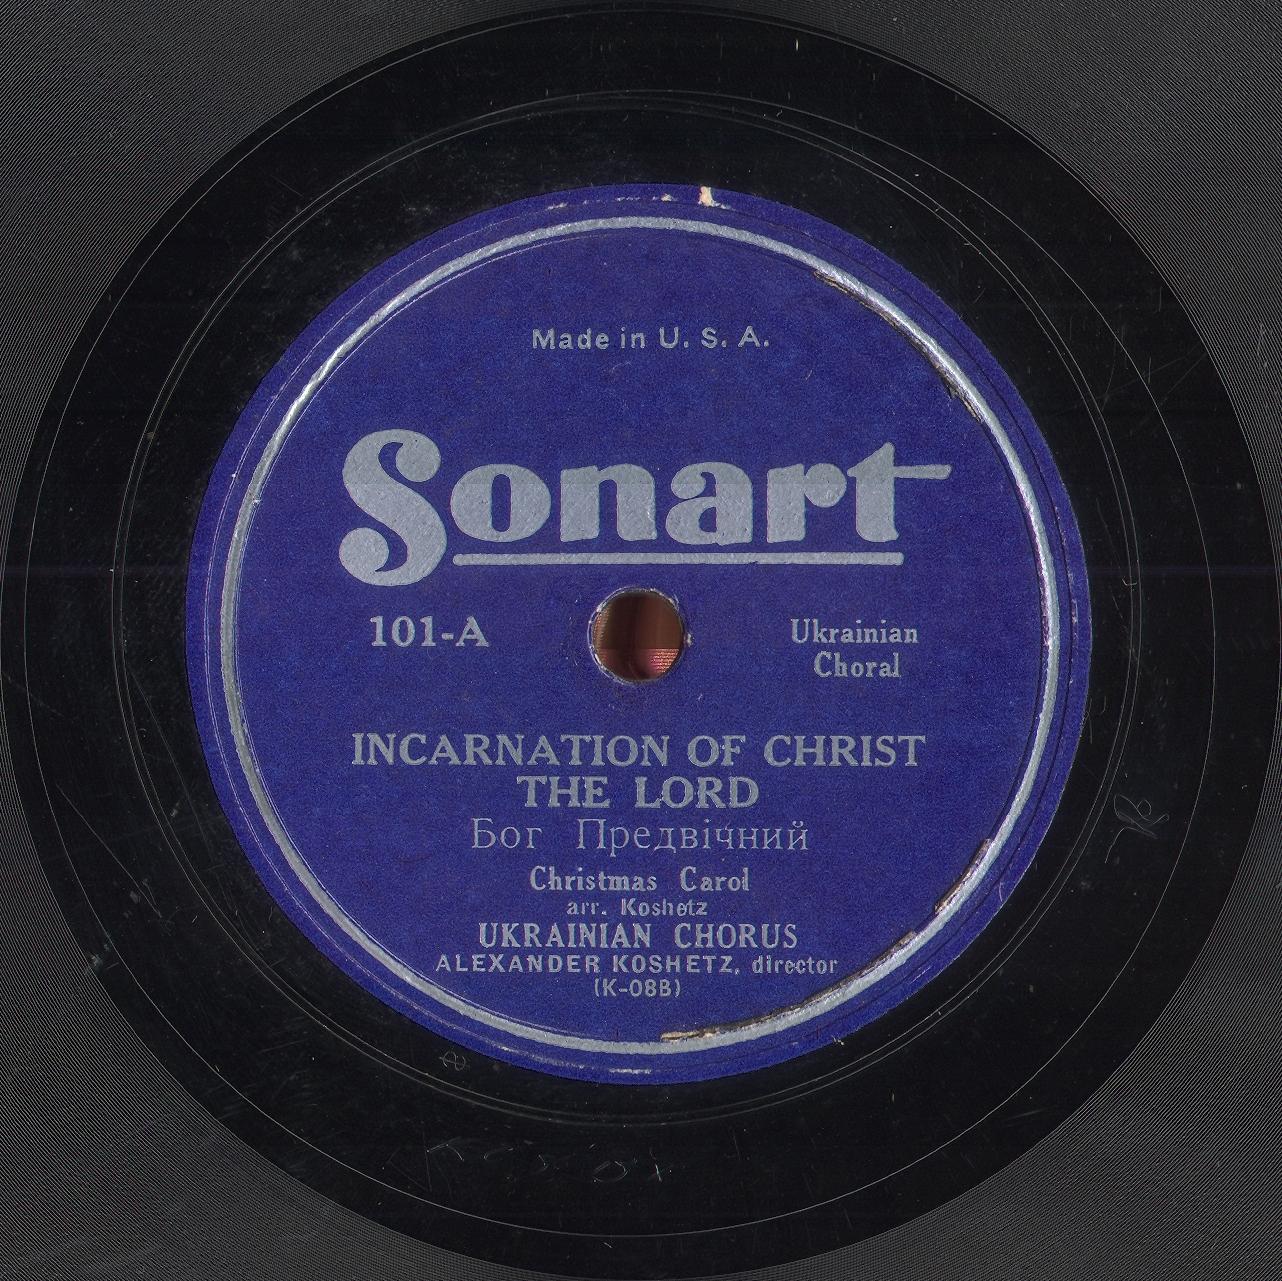 Made in U. S. A.
Sonart
101-A
Ukrainian
Choral
INCARNATION OF CHRIST
THE LORD
Бог Предвічний
Christmas Carol
arr. Koshetz
UKRAINIAN CHORUS
ALEXANDER KOSHETZ, director
(K-08B)